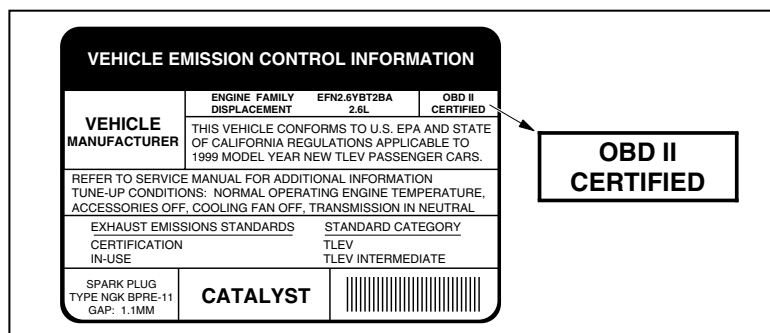 VEHICLE EMISSION CONTROL INFORMATION
VEHICLE
MANUFACTURER
ENGINE FAMILY EFN2.6YBT2BA
DISPLACEMENT 2.6L
OBD II
CERTIFIED
THIS VEHICLE CONFORMS TO U.S. EPA AND STATE
OF CALIFORNIA REGULATIONS APPLICABLE TO
1999 MODEL YEAR NEW TLEV PASSENGER CARS.
REFER TO SERVICE MANUAL FOR ADDITIONAL INFORMATION
TUNE-UP CONDITIONS: NORMAL OPERATING ENGINE TEMPERATURE,
ACCESSORIES OFF, COOLING FAN OFF, TRANSMISSION IN NEUTRAL
EXHAUST EMISSIONS STANDARDS STANDARD CATEGORY
CERTIFICATION TLEV
IN-USE TLEV INTERMEDIATE
SPARK PLUG
TYPE NGK BPRE-11
GAP: 1.1MM
CATALYST
OBD II
CERTIFIED